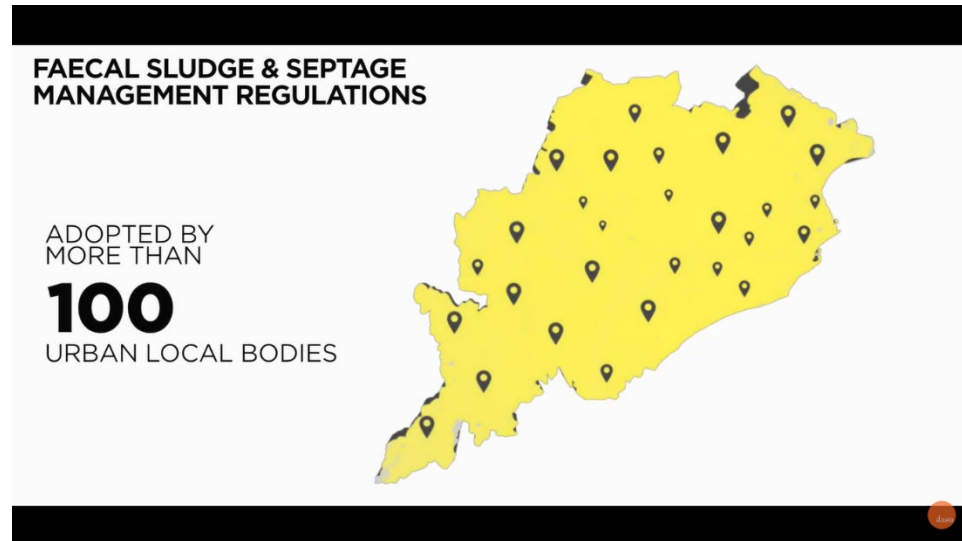 FAECAL SLUDGE & SEPTAGE
MANAGEMENT REGULATIONS
ADOPTED BY
MORE THAN
100
URBAN LOCAL BODIES